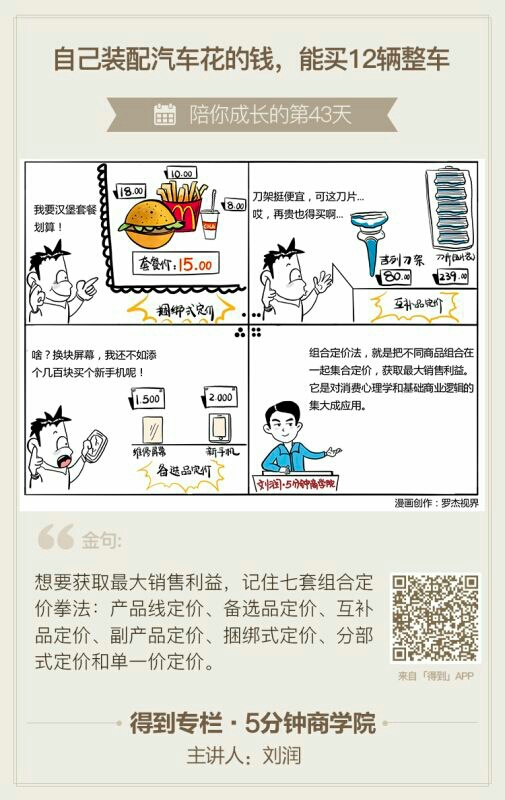 自己装配汽车花的钱，能买12辆整车
陪你成长的第43天
我要汉堡套餐
划算！
18.00
10.00
8.00
COLA
套餐价:15.00
捆绑式定价
刀架挺便宜，可这刀片...
哎，再贵也得买啊...
吉列刀架
80.00
239.00
互补品定价
啥？换块屏幕，我还不如添
个几百块买个新手机呢！
1.500
2.000
维修屏幕
新手机
备选品定价
组合定价法，就是把不同商品组合在
一起集合定价，获取最大销售利益。
它是对消费心理学和基础商业逻辑的
集大成应用。
刘润·5分钟商学院
漫画创作：罗杰视界
金句:
想要获取最大销售利益，记住七套组合定
价拳法：产品线定价、备选品定价、互补
品定价、副产品定价、捆绑式定价、分部
式定价和单一价定价。
来自「得到」APP
得到专栏·5分钟商学院
主讲人：刘润